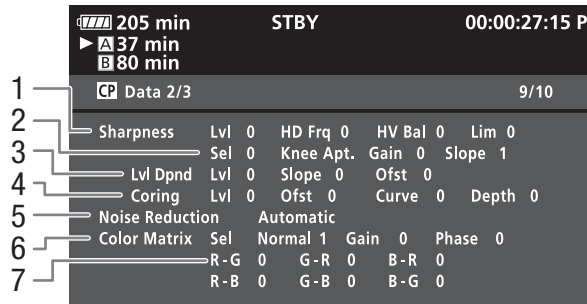 205 min STBY 00:00:27:15 P
A 37 min
B 80 min
CP Data 2/3 9/10
1 Sharpness Lvl 0 HD Frq 0 HV Bal 0 Lim 0
2 Sel 0 Knee Apt. Gain 0 Slope 1
3 Lvl Dpnd Lvl 0 Slope 0 Ofst 0
4 Coring Lvl 0 Ofst 0 Curve 0 Depth 0
5 Noise Reduction Automatic
6 Color Matrix Sel Normal 1 Gain 0 Phase 0
7 R-G 0 G-R 0 B-R 0
R-B 0 G-B 0 B-G 0